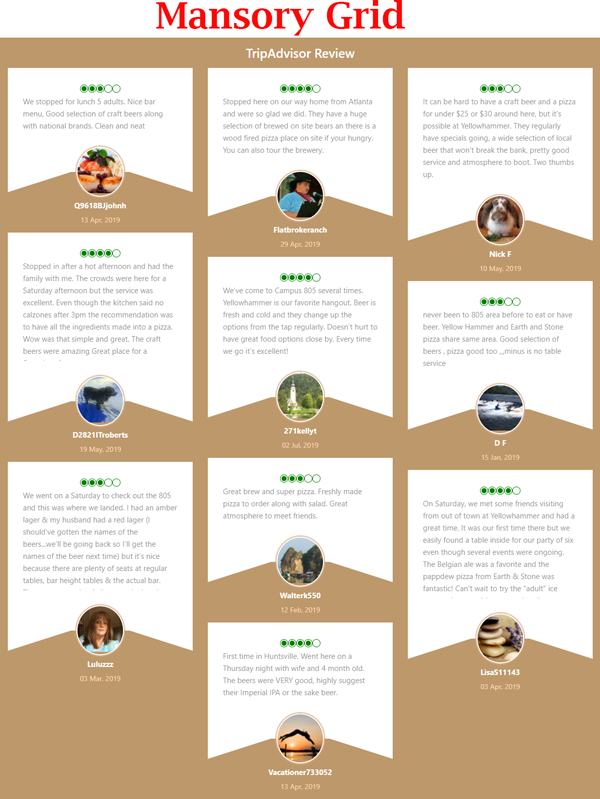 Mansory Grid
TripAdvisor Review
We stopped for lunch 5 adults. Nice bar
menu, Good selection of craft beers along
with national brands. Clean and neat
Q9618BJjohnh
13 Apr, 2019
Stopped in after a hot afternoon and had the
family with me. The crowds were here for a
Saturday afternoon but the service was
excellent. Even though the kitchen said no
calzones after 3pm the recommendation was
to have all the ingredients made into a pizza.
Wow was that simple and great. The craft
beers were amazing Great place for a
D2821ITroberts
19 May, 2019
We went on a Saturday to check out the 805
and this was where we landed. I had an amber
lager & my husband had a red lager (I
should've gotten the names of the
beers...we'll be going back so I'll get the
names of the beer next time) but it's nice
because there are plenty of seats at regular
tables, bar height tables & the actual bar.
Luluzzz
03 Mar, 2019
Stopped here on our way home from Atlanta
and were so glad we did. They have a huge
selection of brewed on site bears an there is a
wood fired pizza place on site if your hungry.
You can also tour the brewery.
Flatbrokeranch
29 Apr, 2019
We've come to Campus 805 several times.
Yellowhammer is our favorite hangout. Beer is
fresh and cold and they change up the
options from the tap regularly. Doesn't hurt to
have great food options close by. Every time
we go it's excellent!
271kellyt
02 Jul, 2019
Great brew and super pizza. Freshly made
pizza to order along with salad. Great
atmosphere to meet friends.
Walterk550
12 Feb, 2019
First time in Huntsville. Went here on a
Thursday night with wife and 4 month old.
The beers were VERY good, highly suggest
their Imperial IPA or the sake beer.
Vacationer733052
13 Apr, 2019
It can be hard to have a craft beer and a pizza
for under $25 or $30 around here, but it's
possible at Yellowhammer. They regularly
have specials going, a wide selection of local
beer that won't break the bank, pretty good
service and atmosphere to boot. Two thumbs
up.
Nick F
10 May, 2019
never been to 805 area before to eat or have
beer. Yellow Hammer and Earth and Stone
pizza share same area. Good selection of
beers , pizza good too ,,,minus is no table
service
D F
15 Jan, 2019
On Saturday, we met some friends visiting
from out of town at Yellowhammer and had a
great time. It was our first time there but we
easily found a table inside for our party of six
even though several events were ongoing.
The Belgian ale was a favorite and the
pappdew pizza from Earth & Stone was
fantastic! Can't wait to try the "adult" ice
LisaS11143
03 Apr, 2019